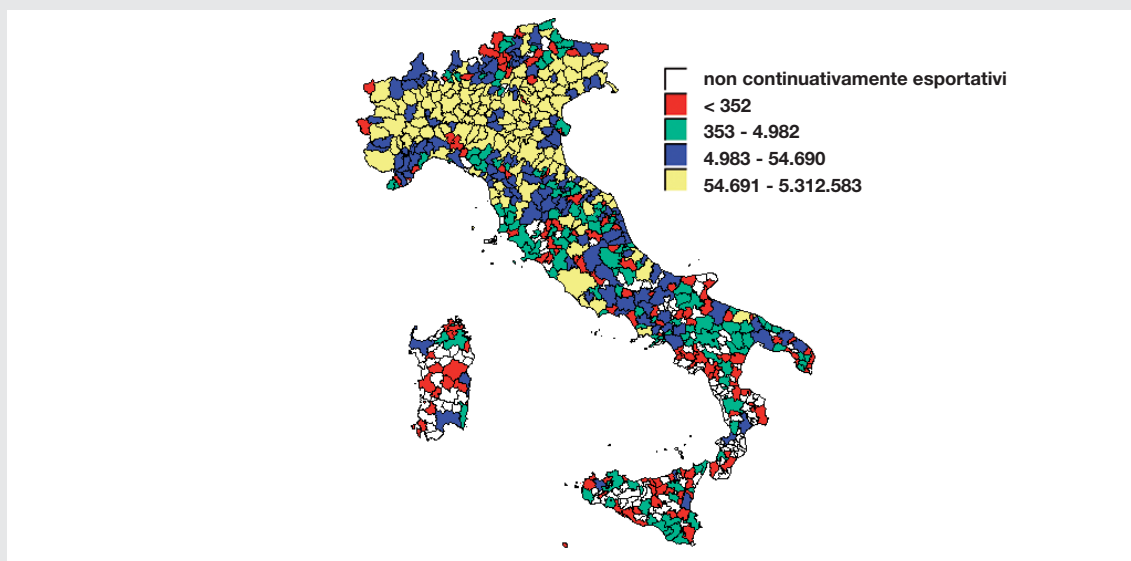 non continuativamente esportativi
< 352
353 - 4.982
4.983 - 54.690
54.691 - 5.312.583